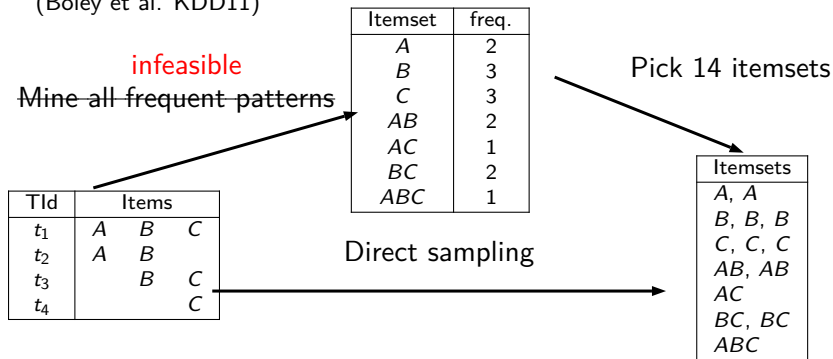 (Boley et al. KDD11)
infeasible
Mine all frequent patterns
Itemset freq.
A 2
B 3
C 3
AB 2
AC 1
BC 2
ABC 1
Pick 14 itemsets
TId Items
t1 A B C
t2 A B
t3 B C
t4 C
Direct sampling
Itemsets
A, A
B, B, B
C, C, C
AB, AB
AC
BC, BC
ABC